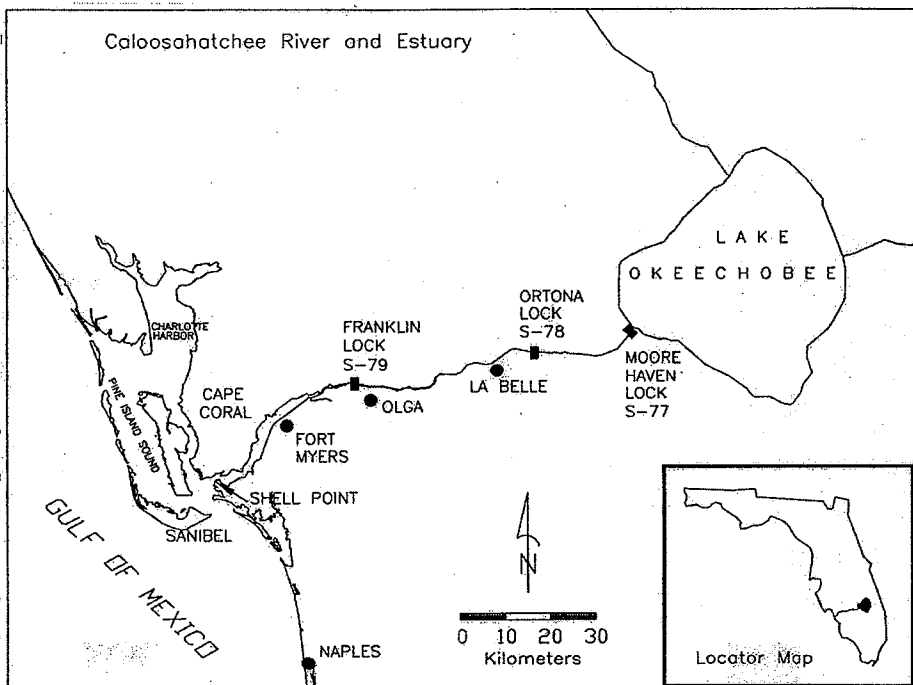 Caloosahatchee River and Estuary
LAKE
OKEECHOBEE
ORTONA
LOCK
S-78
FRANKLIN
LOCK
S-79
MOORE
HAVEN
LOCK
S-77
CHARLOTTE
HARBOR
CAPE
CORAL
PINE ISLAND SOUND
LA BELLE
OLGA
FORT
MYERS
SHELL POINT
SANIBEL
GULF OF MEXICO
NAPLES
N
0 10 20 30
Kilometers
Locator Map